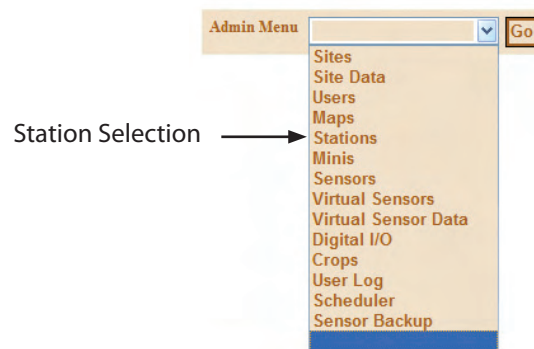 Admin Menu Go
Sites
Site Data
Users
Maps
Station Selection Stations
Minis
Sensors
Virtual Sensors
Virtual Sensor Data
Digital I/O
Crops
User Log
Scheduler
Sensor Backup